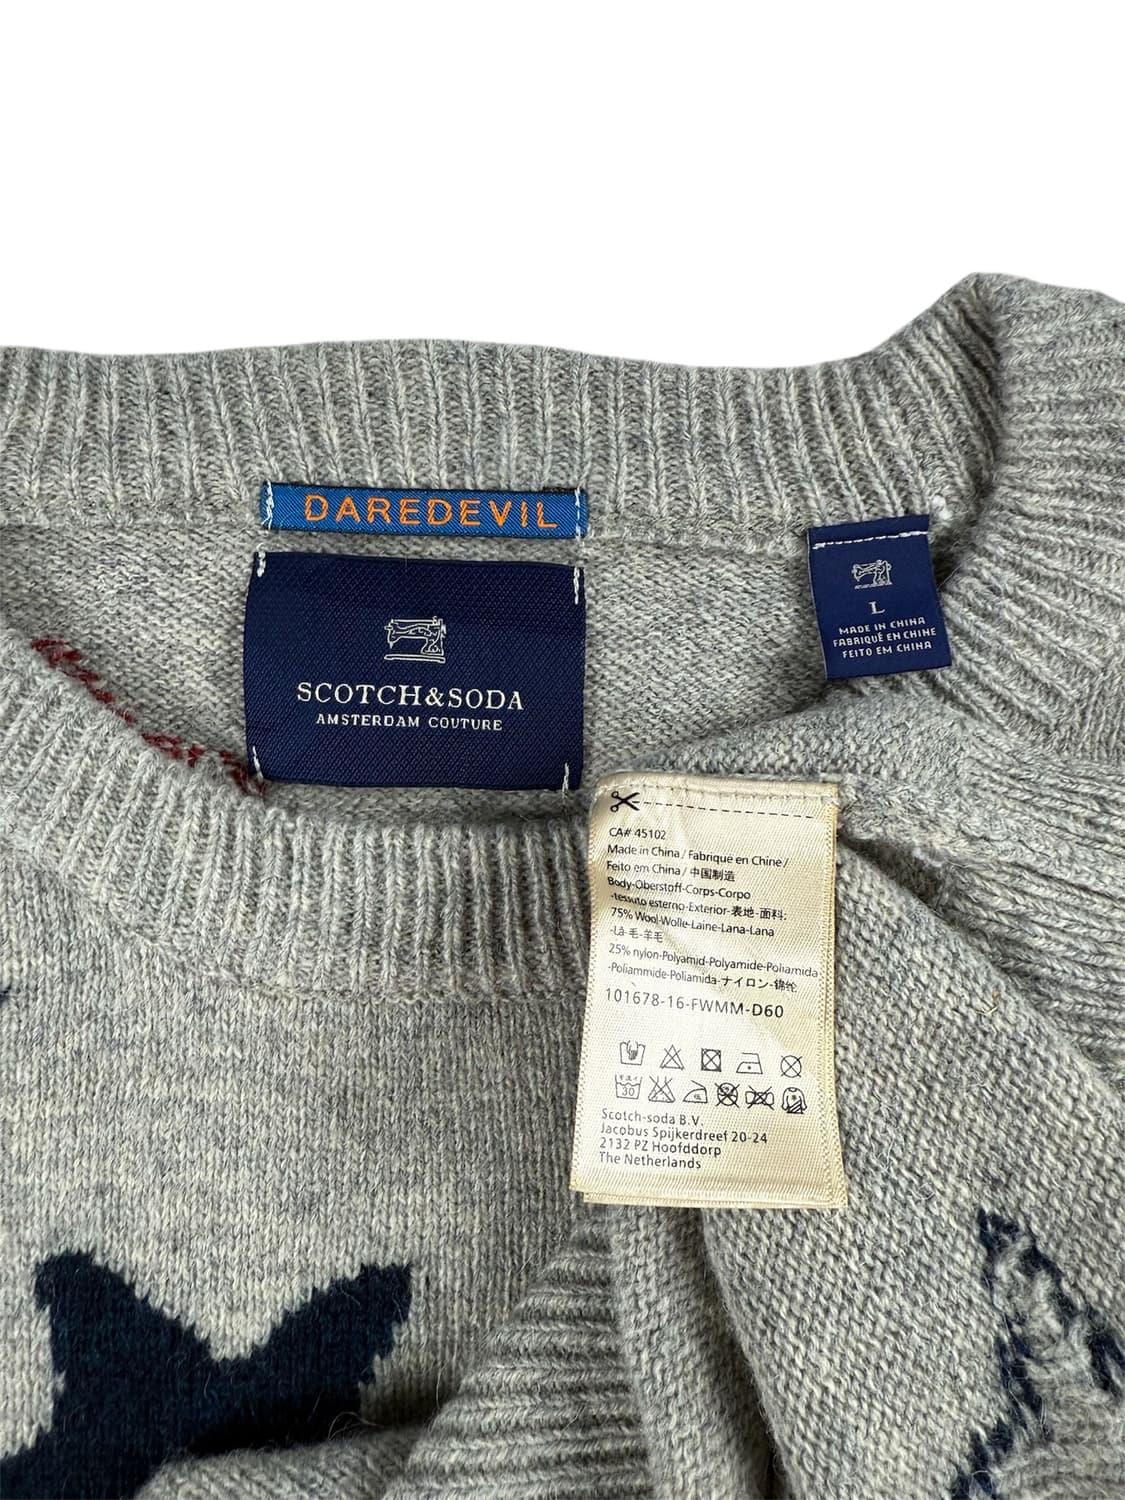 DAREDEVIL
SCOTCH&SODA
AMSTERDAM COUTURE
L
MADE IN CHINA
FABRIQUÉ EN CHINE
FEITO EM CHINA
CA# 45102
Made in China / Fabriqué en Chine /
Feito em China / 中国制造
Body-Oberstoff-Corps-Corpo
-tessuto esterno-Exterior-表地-面料:
75% Wool-Wolle-Laine-Lana-Lana
-Lã-毛-羊毛
25% nylon-Polyamid-Polyamide-Poliamida
-Poliammide-Poliamida-ナイロン-锦纶
101678-16-FWMM-D60
30
Scotch-soda B.V.
Jacobus Spijkerdreef 20-24
2132 PZ Hoofddorp
The Netherlands